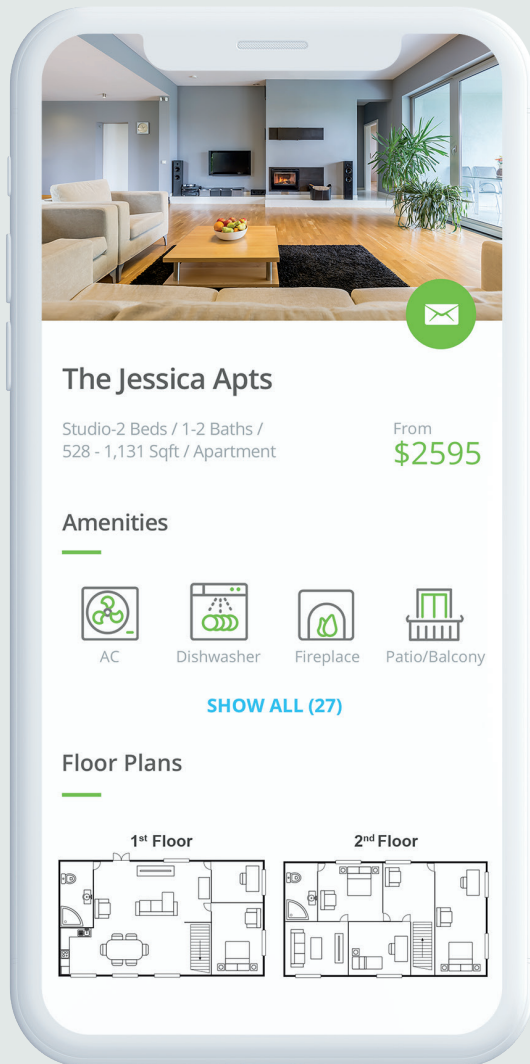 The Jessica Apts
Studio-2 Beds / 1-2 Baths /
528 - 1,131 Sqft / Apartment
From
$2595
Amenities
AC
Dishwasher
Fireplace
Patio/Balcony
SHOW ALL (27)
Floor Plans
1st Floor
2nd Floor